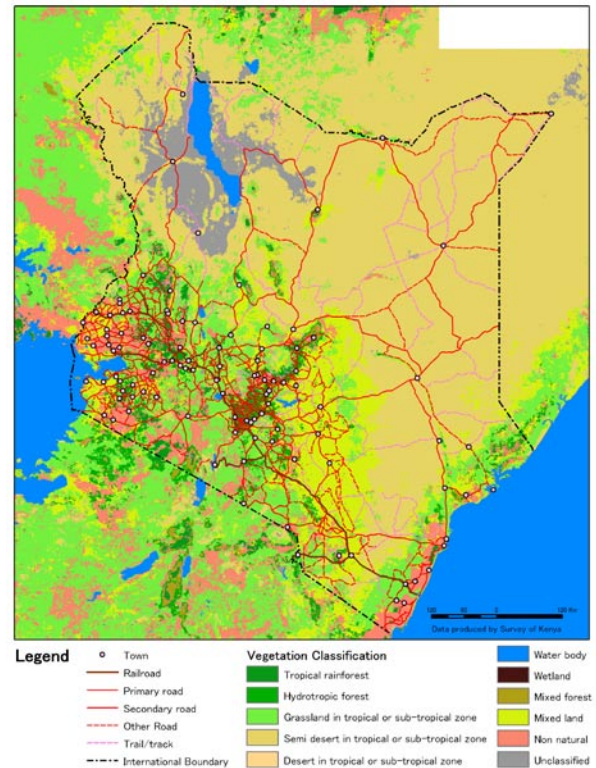 Data produced by Survey of Kenya
Legend
Town
Railroad
Primary road
Secondary road
Other Road
Trail/track
International Boundary
Vegetation Classification
Tropical rainforest
Hydrotropic forest
Grassland in tropical or sub-tropical zone
Semi desert in tropical or sub-tropical zone
Desert in tropical or sub-tropical zone
Water body
Wetland
Mixed forest
Mixed land
Non natural
Unclassified